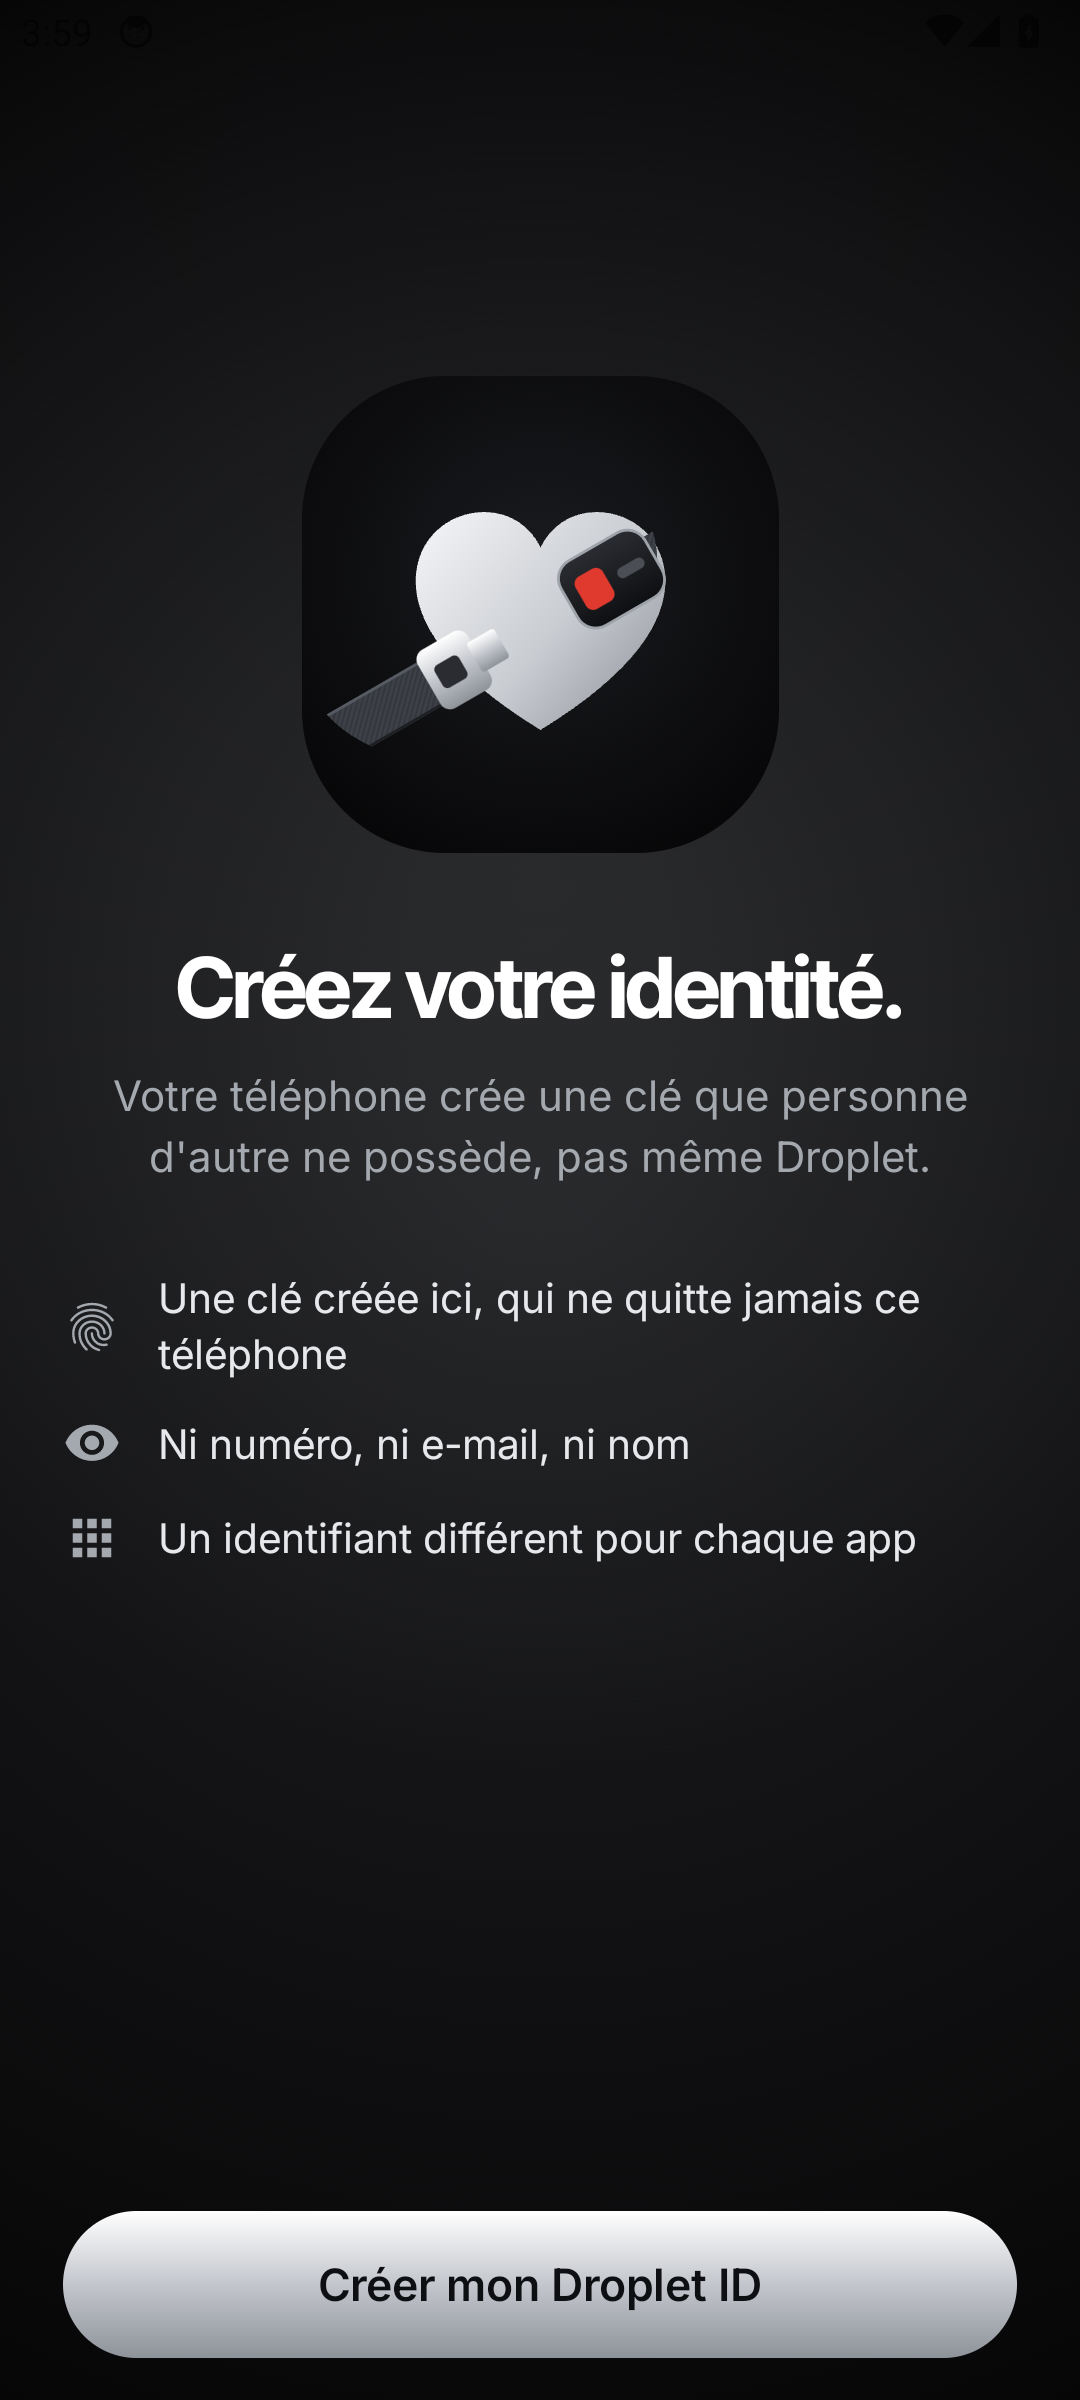 3:59
Créez votre identité.
Votre téléphone crée une clé que personne
d'autre ne possède, pas même Droplet.
Une clé créée ici, qui ne quitte jamais ce
téléphone
Ni numéro, ni e-mail, ni nom
Un identifiant différent pour chaque app
Créer mon Droplet ID